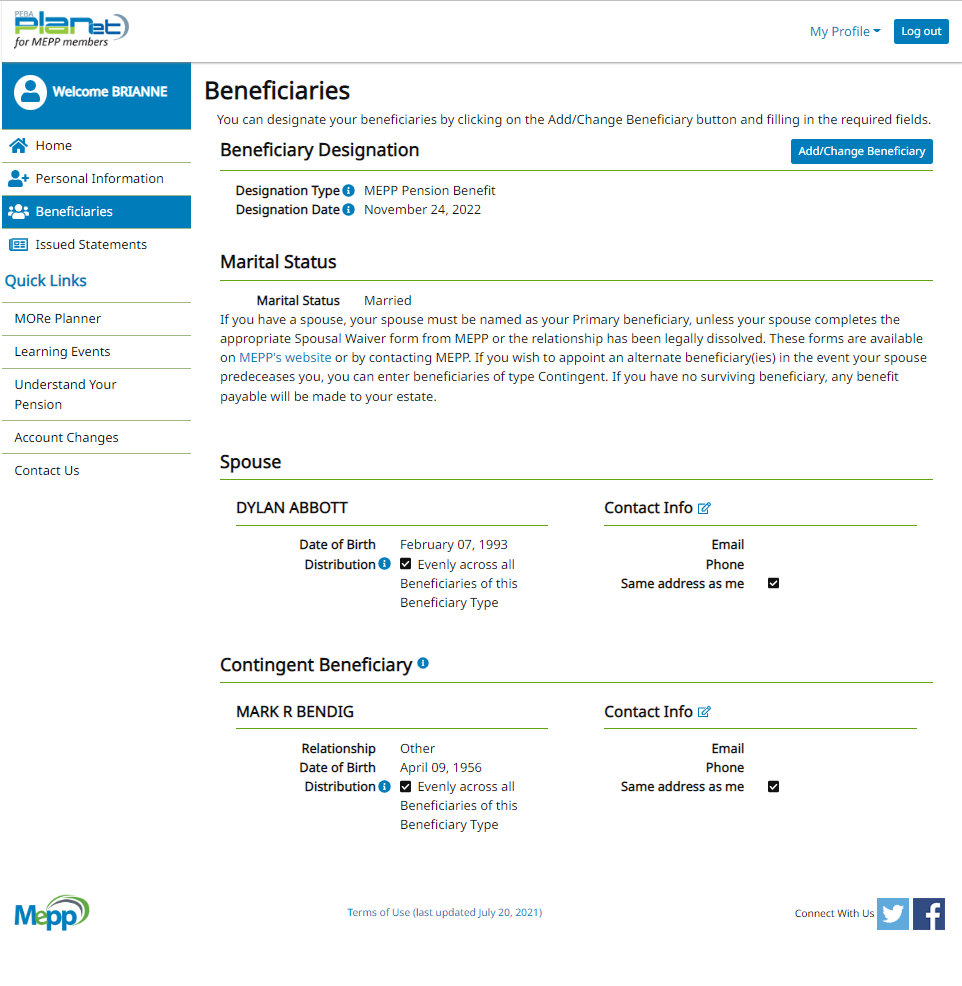 PEBA
planet
for MEPP members
My Profile
Log out
Welcome BRIANNE
Home
Personal Information
Beneficiaries
Issued Statements
Quick Links
MORe Planner
Learning Events
Understand Your
Pension
Account Changes
Contact Us
Beneficiaries
You can designate your beneficiaries by clicking on the Add/Change Beneficiary button and filling in the required fields.
Beneficiary Designation
Add/Change Beneficiary
Designation Type MEPP Pension Benefit
Designation Date November 24, 2022
Marital Status
Marital Status Married
If you have a spouse, your spouse must be named as your Primary beneficiary, unless your spouse completes the
appropriate Spousal Waiver form from MEPP or the relationship has been legally dissolved. These forms are available
on MEPP's website or by contacting MEPP. If you wish to appoint an alternate beneficiary(ies) in the event your spouse
predeceases you, you can enter beneficiaries of type Contingent. If you have no surviving beneficiary, any benefit
payable will be made to your estate.
Spouse
DYLAN ABBOTT
Date of Birth February 07, 1993
Distribution Evenly across all
Beneficiaries of this
Beneficiary Type
Contact Info
Email
Phone
Same address as me
Contingent Beneficiary
MARK R BENDIG
Relationship Other
Date of Birth April 09, 1956
Distribution Evenly across all
Beneficiaries of this
Beneficiary Type
Contact Info
Email
Phone
Same address as me
Mepp
Terms of Use (last updated July 20, 2021)
Connect With Us